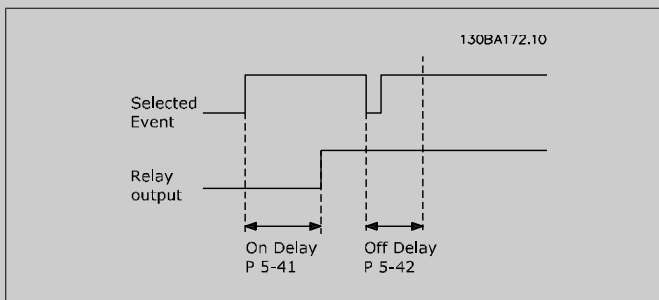 130BA172.10
Selected
Event
Relay
output
On Delay
P 5-41
Off Delay
P 5-42